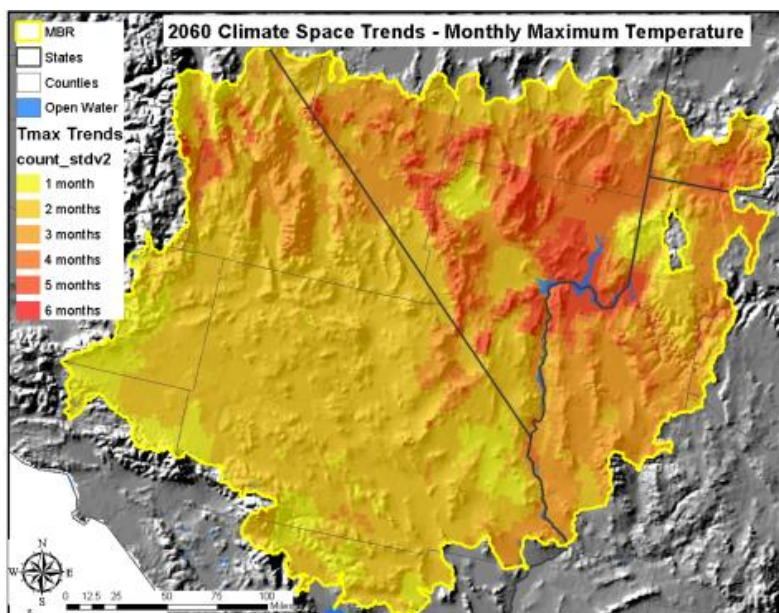 2060 Climate Space Trends - Monthly Maximum Temperature
MBR
States
Counties
Open Water
Tmax Trends
count_stdv2
1 month
2 months
3 months
4 months
5 months
6 months
N
W E
S
0 12.5 25 50 75 100
Miles